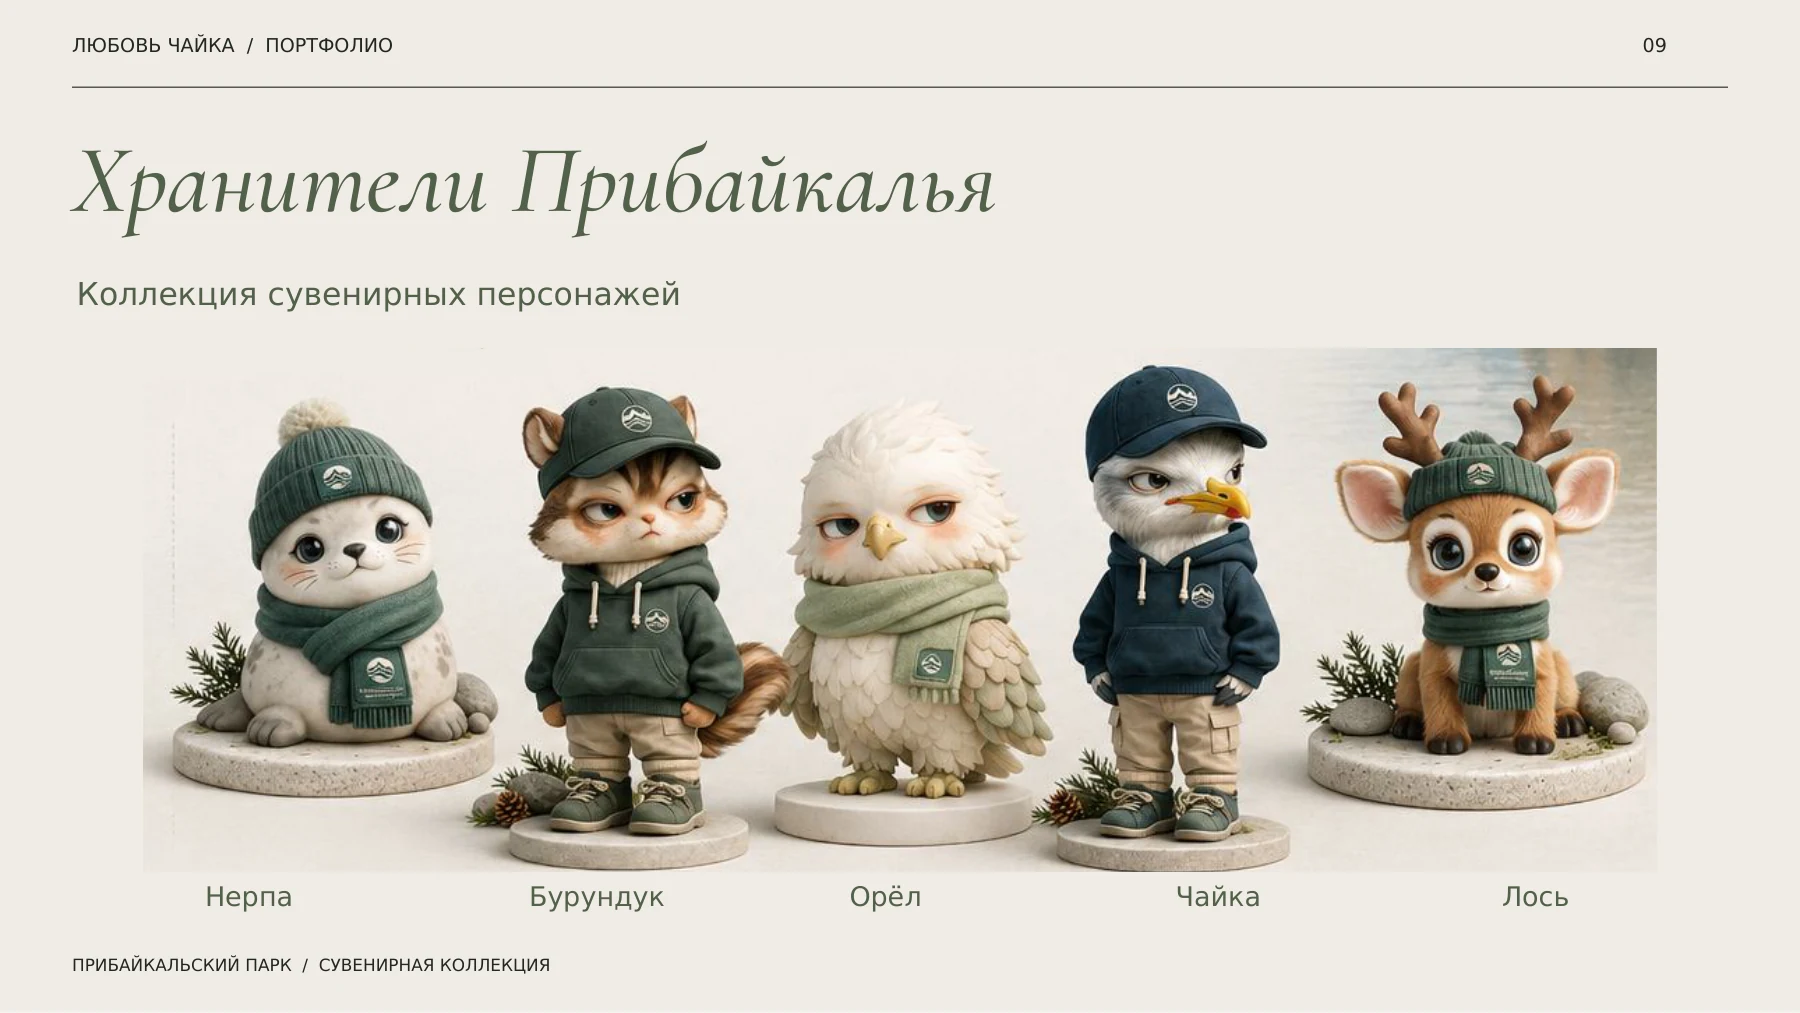 ЛЮБОВЬ ЧАЙКА / ПОРТФОЛИО
09
Хранители Прибайкалья
Коллекция сувенирных персонажей
Нерпа
Бурундук
Орёл
Чайка
Лось
ПРИБАЙКАЛЬСКИЙ ПАРК / СУВЕНИРНАЯ КОЛЛЕКЦИЯ